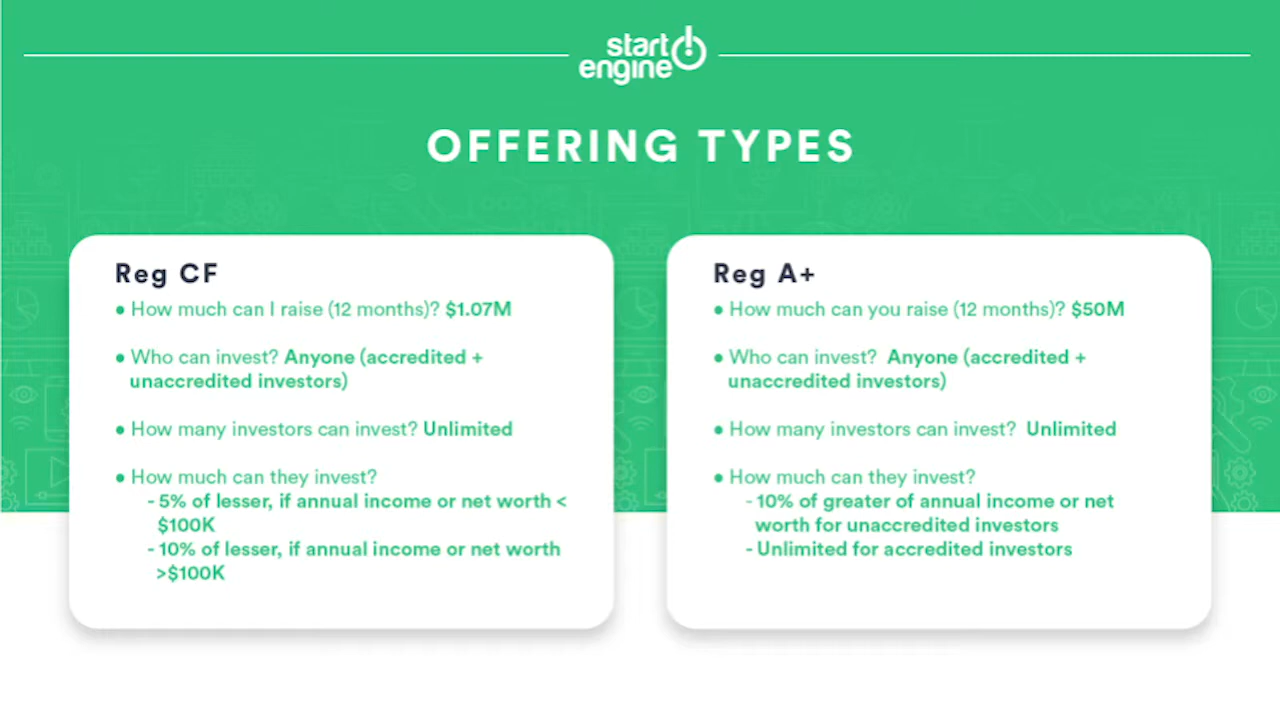 start
engine
OFFERING TYPES
Reg CF
• How much can I raise (12 months)? $1.07M
• Who can invest? Anyone (accredited +
unaccredited investors)
• How many investors can invest? Unlimited
• How much can they invest?
- 5% of lesser, if annual income or net worth <
$100K
- 10% of lesser, if annual income or net worth
>$100K
Reg A+
• How much can you raise (12 months)? $50M
• Who can invest? Anyone (accredited +
unaccredited investors)
• How many investors can invest? Unlimited
• How much can they invest?
- 10% of greater of annual income or net
worth for unaccredited investors
- Unlimited for accredited investors